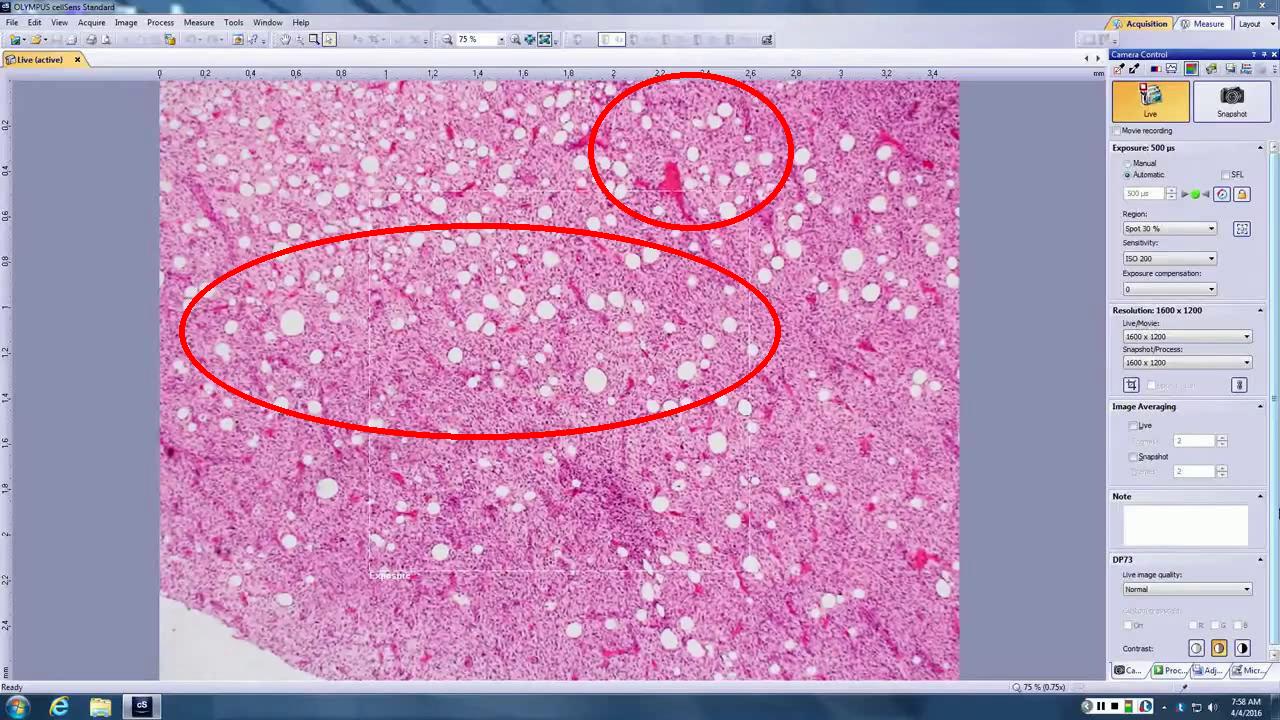 OLYMPUS cellSens Standard
File Edit View Acquire Image Process Measure Tools Window Help
Acquisition Measure Layout
75 %
Live (active)
Camera Control
0 0,2 0,4 0,6 0,8 1 1,2 1,4 1,6 1,8 2 2,2 2,4 2,6 2,8 3 3,2 3,4 mm
0,2
0,4
0,6
0,8
1
1,2
1,4
1,6
1,8
2
2,2
2,4
mm
Exposure
Live Snapshot
Movie recording
Exposure: 500 µs
Manual
Automatic SFL
500 µs
Region:
Spot 30 %
Sensitivity:
ISO 200
Exposure compensation:
0
Resolution: 1600 x 1200
Live/Movie:
1600 x 1200
Snapshot/Process:
1600 x 1200
Image Averaging
Live
2
Snapshot
2
Note
DP73
Live image quality:
Normal
On R: G: B
Contrast:
Ca... Proc... Adj... Micr...
Ready
75 % (0.75x)
cS
7:58 AM
4/4/2016